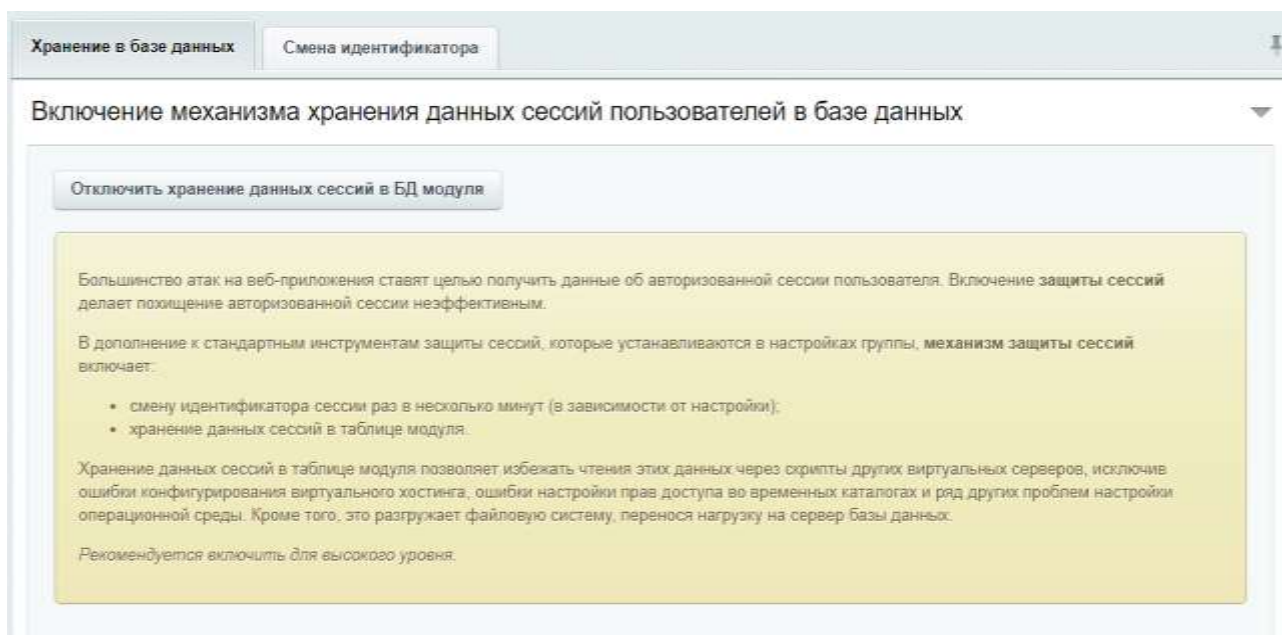 Хранение в базе данных Смена идентификатора
Включение механизма хранения данных сессий пользователей в базе данных
Отключить хранение данных сессий в БД модуля
Большинство атак на веб-приложения ставят целью получить данные об авторизованной сессии пользователя. Включение защиты сессий
делает похищение авторизованной сессии неэффективным.
В дополнение к стандартным инструментам защиты сессий, которые устанавливаются в настройках группы, механизм защиты сессий
включает:
• смену идентификатора сессии раз в несколько минут (в зависимости от настройки);
• хранение данных сессий в таблице модуля.
Хранение данных сессий в таблице модуля позволяет избежать чтения этих данных через скрипты других виртуальных серверов, исключив
ошибки конфигурирования виртуального хостинга, ошибки настройки прав доступа во временных каталогах и ряд других проблем настройки
операционной среды. Кроме того, это разгружает файловую систему, перенося нагрузку на сервер базы данных.
Рекомендуется включить для высокого уровня.